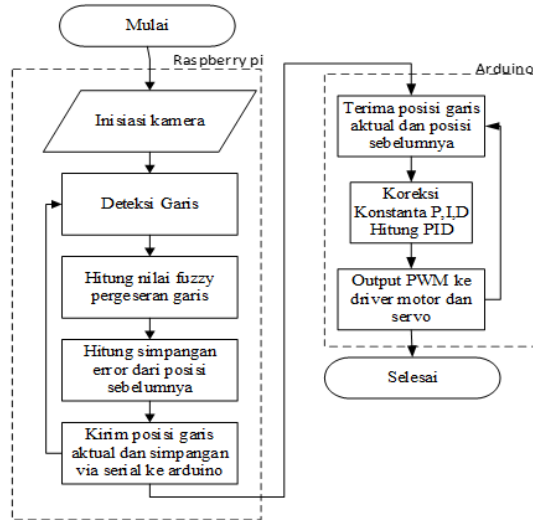 Mulai
Raspberry pi
Inisiasi kamera
Deteksi Garis
Hitung nilai fuzzy
pergeseran garis
Hitung simpangan
error dari posisi
sebelumnya
Kirim posisi garis
aktual dan simpangan
via serial ke arduino
Arduino
Terima posisi garis
aktual dan posisi
sebelumnya
Koreksi
Konstanta P,I,D
Hitung PID
Output PWM ke
driver motor dan
servo
Selesai